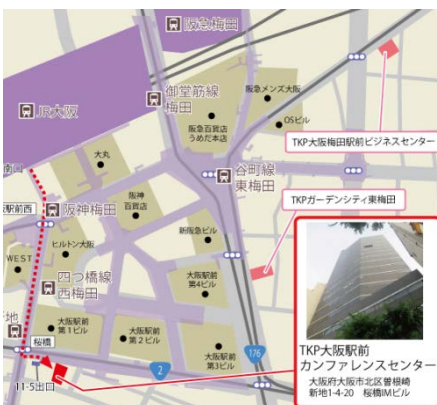 阪急梅田
御堂筋線
梅田
JR大阪
阪急メンズ大阪
OSビル
阪急百貨店
うめだ本店
TKP大阪梅田駅前ビジネスセンター
大丸
谷町線
東梅田
南口
阪神
百貨店
TKPガーデンシティ東梅田
駅前西
阪神梅田
新阪急ビル
ヒルトン大阪
WEST
四つ橋線
西梅田
大阪駅前
第4ビル
大阪駅前
第1ビル
大阪駅前
第2ビル
大阪駅前
第3ビル
176
2
桜橋
11-5出口
TKP大阪駅前
カンファレンスセンター
大阪府大阪市北区曽根崎
新地1-4-20 桜橋IMビル